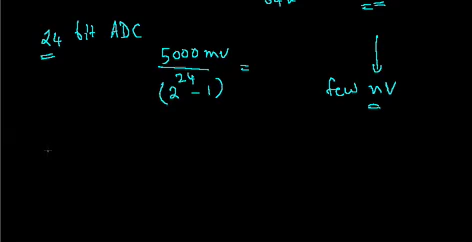 24 bit ADC
5000 mV
(2^24 - 1) =
few nV